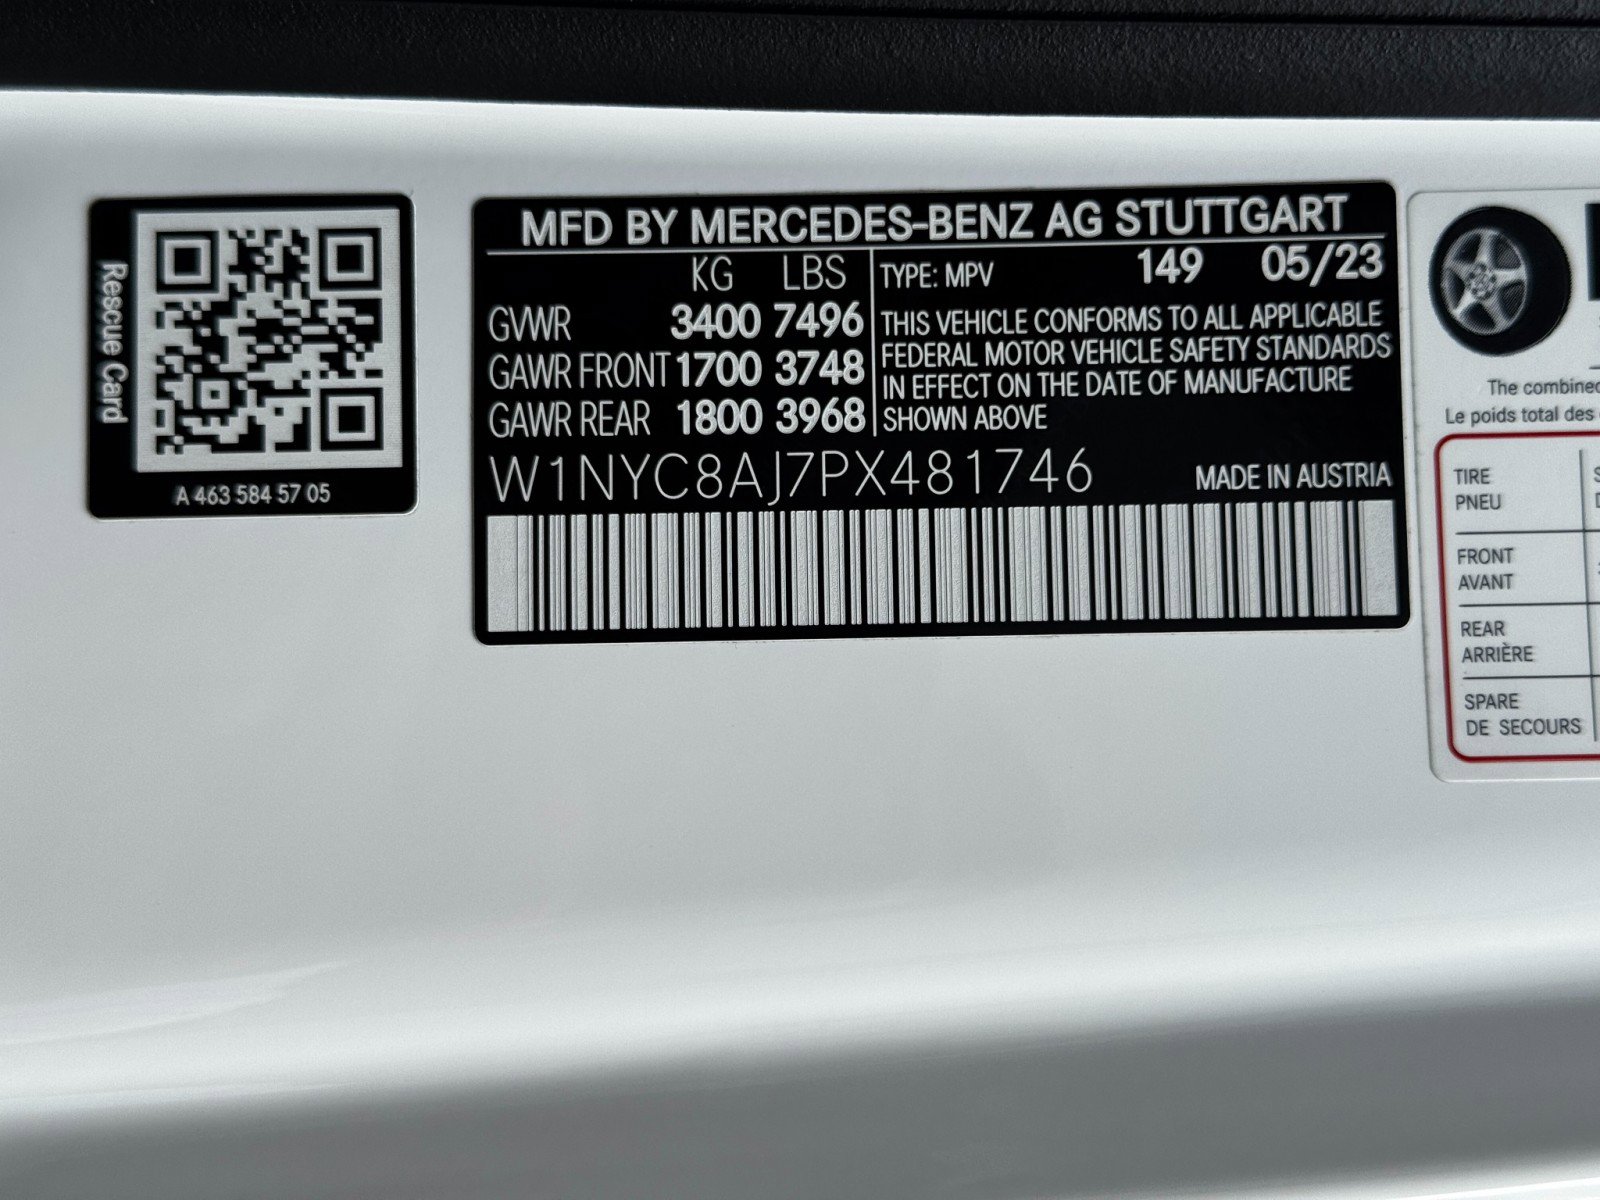 Rescue Card
A 463 584 57 05
MFD BY MERCEDES-BENZ AG STUTTGART
KG LBS
GVWR 3400 7496
GAWR FRONT 1700 3748
GAWR REAR 1800 3968
TYPE: MPV 149 05/23
THIS VEHICLE CONFORMS TO ALL APPLICABLE
FEDERAL MOTOR VEHICLE SAFETY STANDARDS
IN EFFECT ON THE DATE OF MANUFACTURE
SHOWN ABOVE
W1NYC8AJ7PX481746
MADE IN AUSTRIA
The combined
Le poids total des
TIRE
PNEU
FRONT
AVANT
REAR
ARRIÈRE
SPARE
DE SECOURS